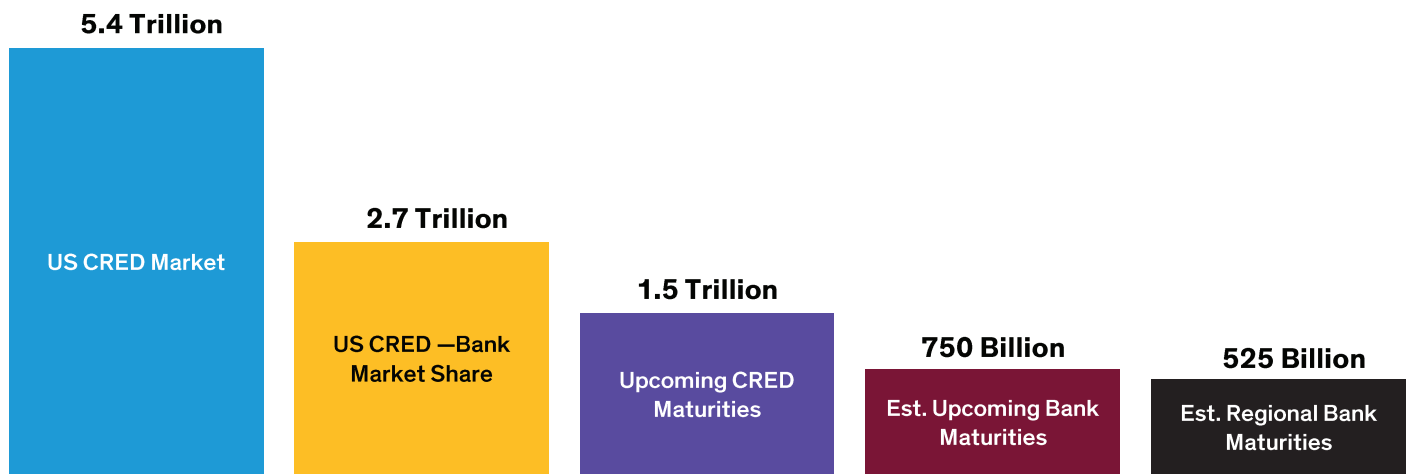 5.4 Trillion
US CRED Market
2.7 Trillion
US CRED —Bank
Market Share
1.5 Trillion
Upcoming CRED
Maturities
750 Billion
Est. Upcoming Bank
Maturities
525 Billion
Est. Regional Bank
Maturities